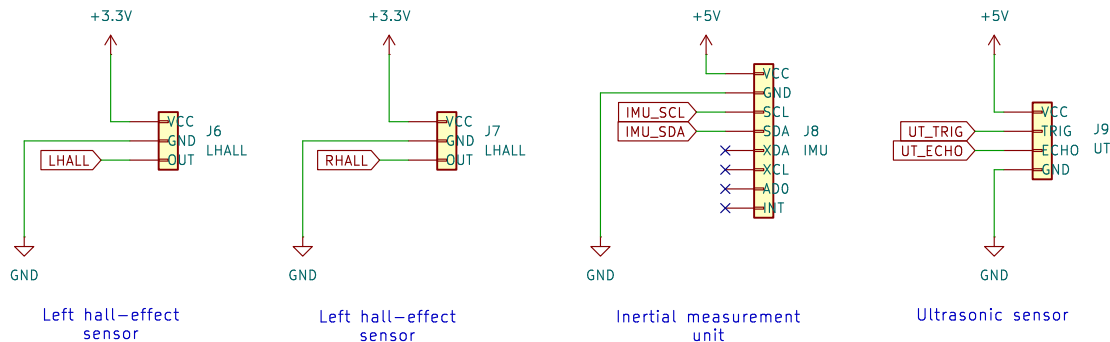 +3.3V
VCC
GND
OUT
J6
LHALL
LHALL
GND
Left hall-effect
sensor
+3.3V
VCC
GND
OUT
J7
LHALL
RHALL
GND
Left hall-effect
sensor
+5V
VCC
GND
SCL
SDA
XDA
XCL
AD0
INT
J8
IMU
IMU_SCL
IMU_SDA
GND
Inertial measurement
unit
+5V
VCC
TRIG
ECHO
GND
J9
UT
UT_TRIG
UT_ECHO
GND
Ultrasonic sensor